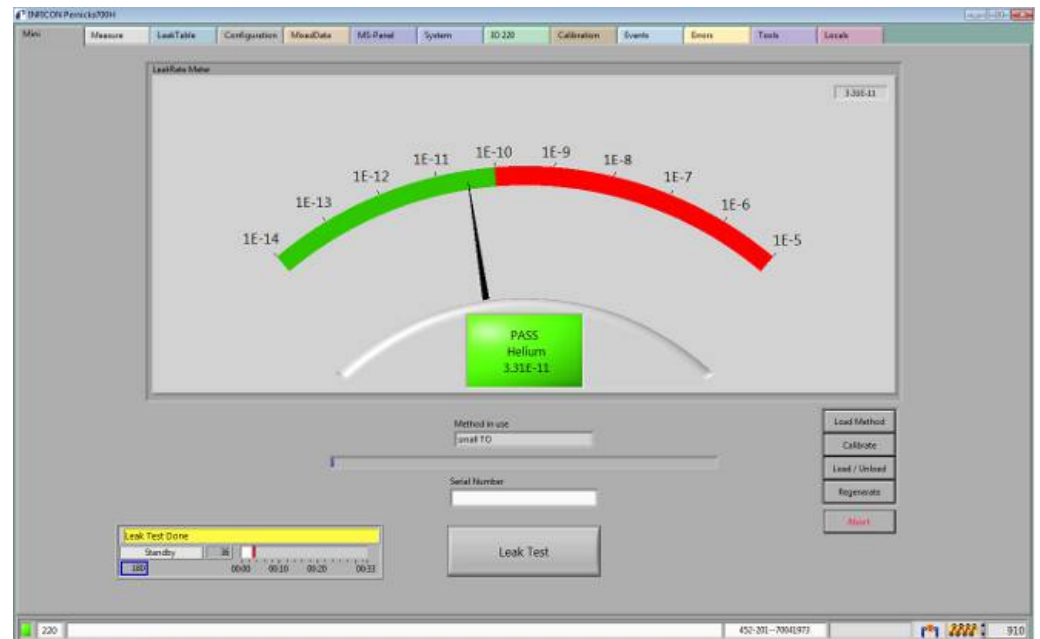 INFICON Pernicka700H
Mini Measure LeakTable Configuration MoadData MS-Panel System IO 220 Calibration Events Errors Tools Locals
LeakRate Meter
3.31E-11
1E-14 1E-13 1E-12 1E-11 1E-10 1E-9 1E-8 1E-7 1E-6 1E-5
PASS
Helium
3.31E-11
Method in use
small TO
Serial Number
Load Method
Calibrate
Load / Unload
Regenerate
Abort
Leak Test Done
Standby 36
180 00:00 00:10 00:20 00:33
Leak Test
220 452-201--70041973 910